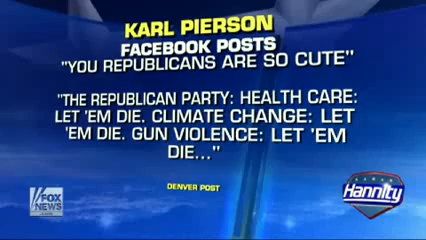 KARL PIERSON
FACEBOOK POSTS
"YOU REPUBLICANS ARE SO CUTE"
"THE REPUBLICAN PARTY: HEALTH CARE:
LET 'EM DIE. CLIMATE CHANGE: LET
'EM DIE. GUN VIOLENCE: LET 'EM
DIE..."
DENVER POST
FOX
NEWS
Hannity